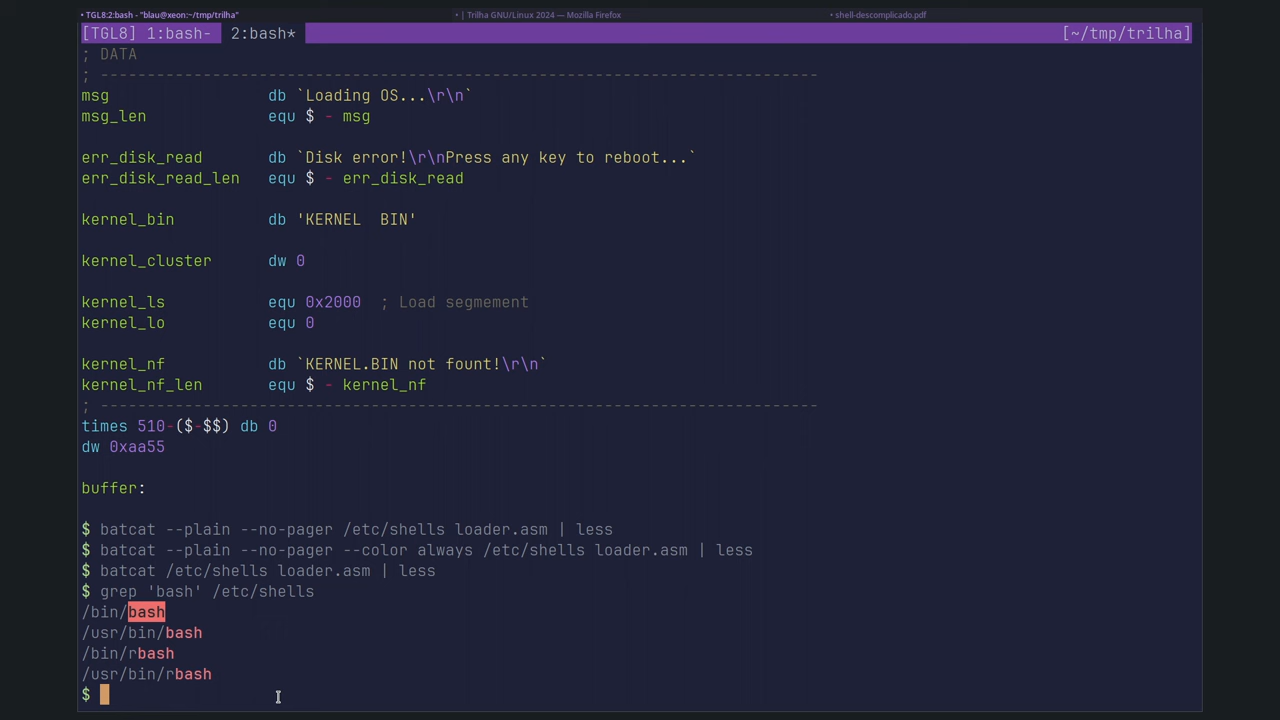 • TGL8:2:bash - "blau@xeon:~/tmp/trilha"
• | Trilha GNU/Linux 2024 — Mozilla Firefox
• shell-descomplicado.pdf
[TGL8] 1:bash-  2:bash*
[~/tmp/trilha]
; DATA
; -----------------------------------------------------------------------------
msg                 db `Loading OS...\r\n`
msg_len             equ $ - msg
err_disk_read       db `Disk error!\r\nPress any key to reboot...`
err_disk_read_len   equ $ - err_disk_read
kernel_bin          db 'KERNEL  BIN'
kernel_cluster      dw 0
kernel_ls           equ 0x2000  ; Load segmement
kernel_lo           equ 0
kernel_nf           db `KERNEL.BIN not fount!\r\n`
kernel_nf_len       equ $ - kernel_nf
; -----------------------------------------------------------------------------
times 510-($-$$) db 0
dw 0xaa55
buffer:
$ batcat --plain --no-pager /etc/shells loader.asm | less
$ batcat --plain --no-pager --color always /etc/shells loader.asm | less
$ batcat /etc/shells loader.asm | less
$ grep 'bash' /etc/shells
/bin/bash
/usr/bin/bash
/bin/rbash
/usr/bin/rbash
$